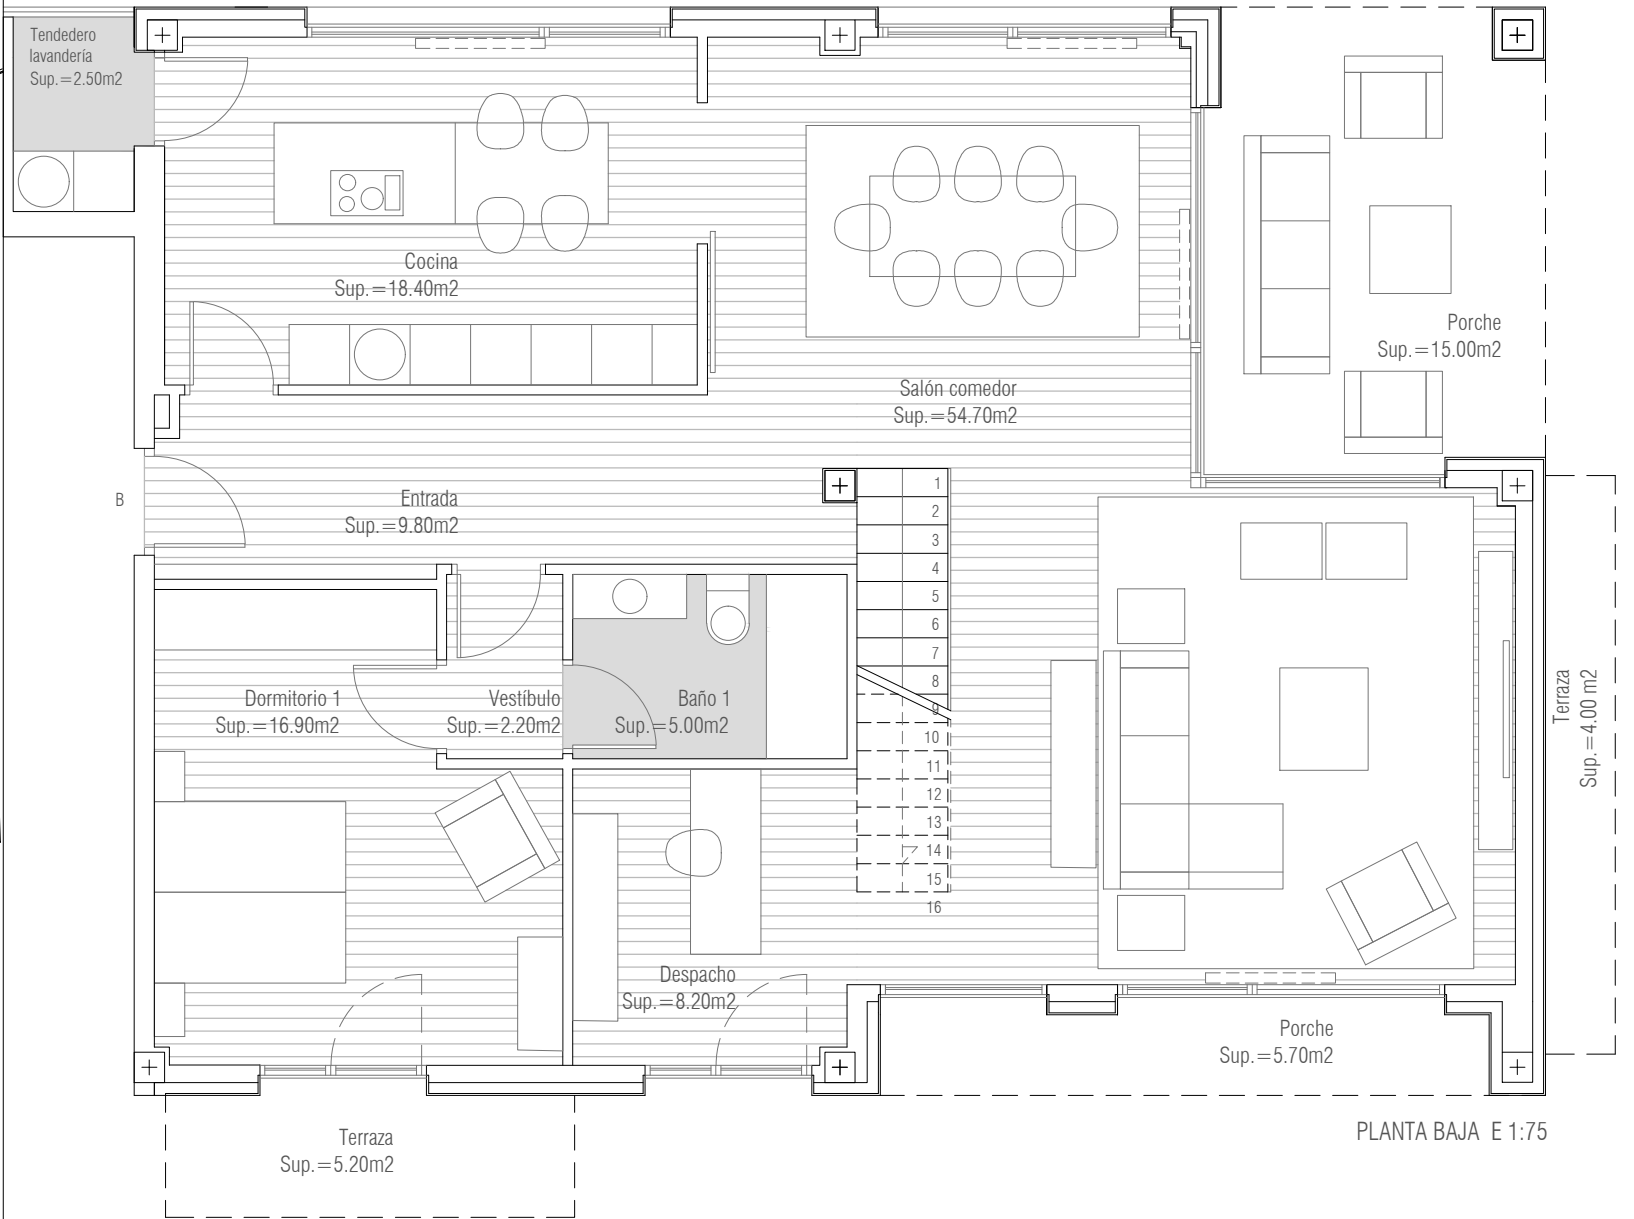 Tendedero
lavandería
Sup.=2.50m2
Cocina
Sup.=18.40m2
Porche
Sup.=15.00m2
Salón comedor
Sup.=54.70m2
B
Entrada
Sup.=9.80m2
1
2
3
4
5
6
7
8
9
10
11
12
13
14
15
16
Dormitorio 1
Sup.=16.90m2
Vestíbulo
Sup.=2.20m2
Baño 1
Sup.=5.00m2
Terraza
Sup.=4.00 m2
Despacho
Sup.=8.20m2
Porche
Sup.=5.70m2
Terraza
Sup.=5.20m2
PLANTA BAJA E 1:75